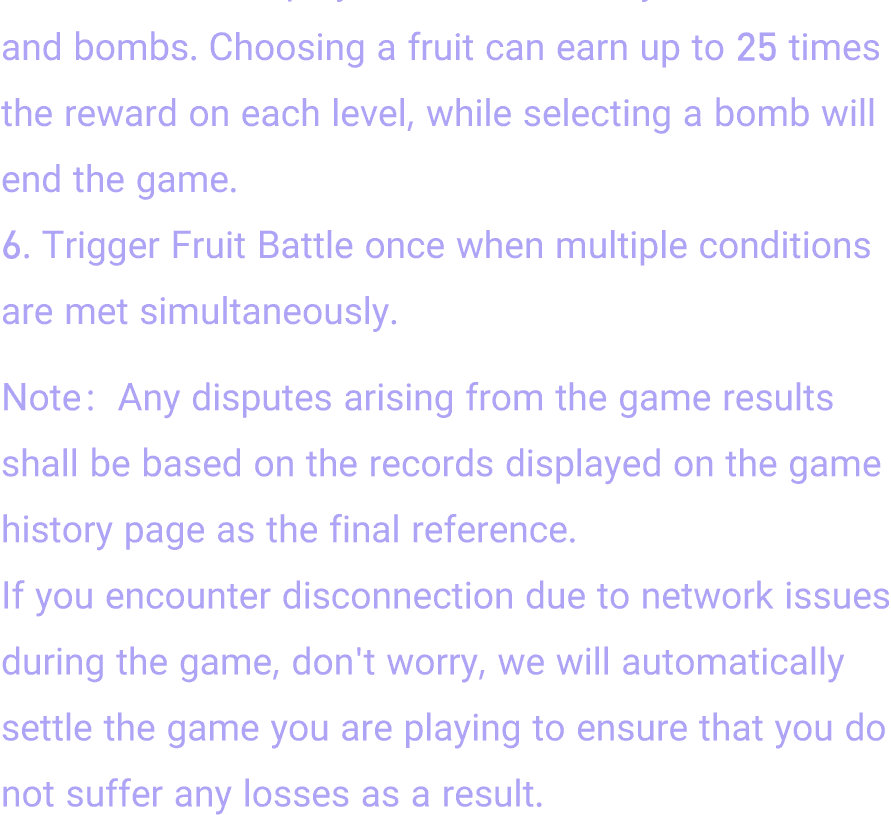 and bombs. Choosing a fruit can earn up to 25 times
the reward on each level, while selecting a bomb will
end the game.
6. Trigger Fruit Battle once when multiple conditions
are met simultaneously.
Note: Any disputes arising from the game results
shall be based on the records displayed on the game
history page as the final reference.
If you encounter disconnection due to network issues
during the game, don't worry, we will automatically
settle the game you are playing to ensure that you do
not suffer any losses as a result.